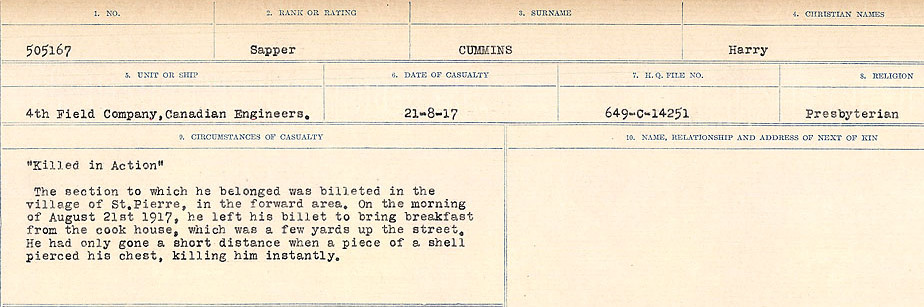 1. NO. 2. RANK OR RATING 3. SURNAME 4. CHRISTIAN NAMES
505167 Sapper CUMMINS Harry
5. UNIT OR SHIP 6. DATE OF CASUALTY 7. H.Q. FILE NO. 8. RELIGION
4th Field Company,Canadian Engineers. 21-8-17 649-C-14251 Presbyterian
9. CIRCUMSTANCES OF CASUALTY 10. NAME, RELATIONSHIP AND ADDRESS OF NEXT OF KIN
"Killed in Action"
The section to which he belonged was billeted in the
village of St.Pierre, in the forward area. On the morning
of August 21st 1917, he left his billet to bring breakfast
from the cook house, which was a few yards up the street.
He had only gone a short distance when a piece of a shell
pierced his chest, killing him instantly.